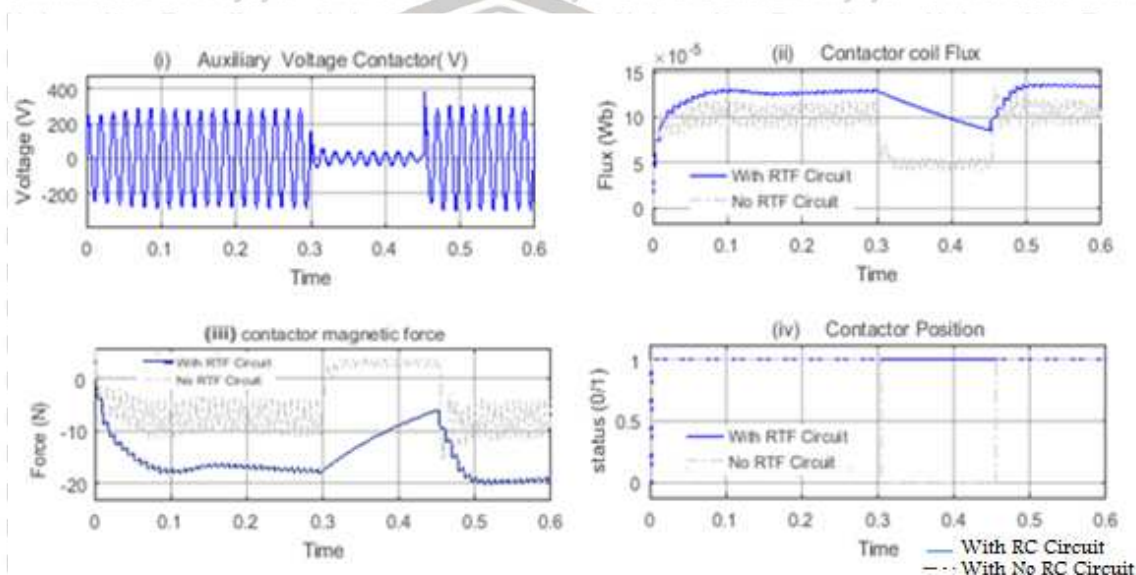 (i) Auxiliary Voltage Contactor( V)
Voltage (V)
400
200
0
-200
0 0.1 0.2 0.3 0.4 0.5 0.6
Time
(ii) Contactor coil Flux
×10-5
Flux (Wb)
15
10
5
0
With RTF Circuit
No RTF Circuit
0 0.1 0.2 0.3 0.4 0.5 0.6
Time
(iii) contactor magnetic force
Force (N)
With RTF Circuit
No RTF Circuit
0
-10
-20
0 0.1 0.2 0.3 0.4 0.5 0.6
Time
(iv) Contactor Position
status (0/1)
1
0.5
0
With RTF Circuit
No RTF Circuit
0 0.1 0.2 0.3 0.4 0.5 0.6
Time
With RC Circuit
With No RC Circuit